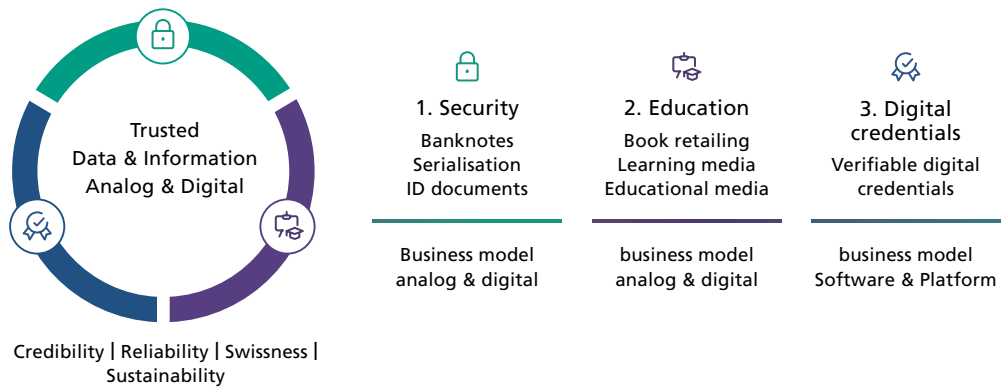 Trusted
Data & Information
Analog & Digital
Credibility | Reliability | Swissness |
Sustainability
1. Security
Banknotes
Serialisation
ID documents
Business model
analog & digital
2. Education
Book retailing
Learning media
Educational media
business model
analog & digital
3. Digital
credentials
Verifiable digital
credentials
business model
Software & Platform